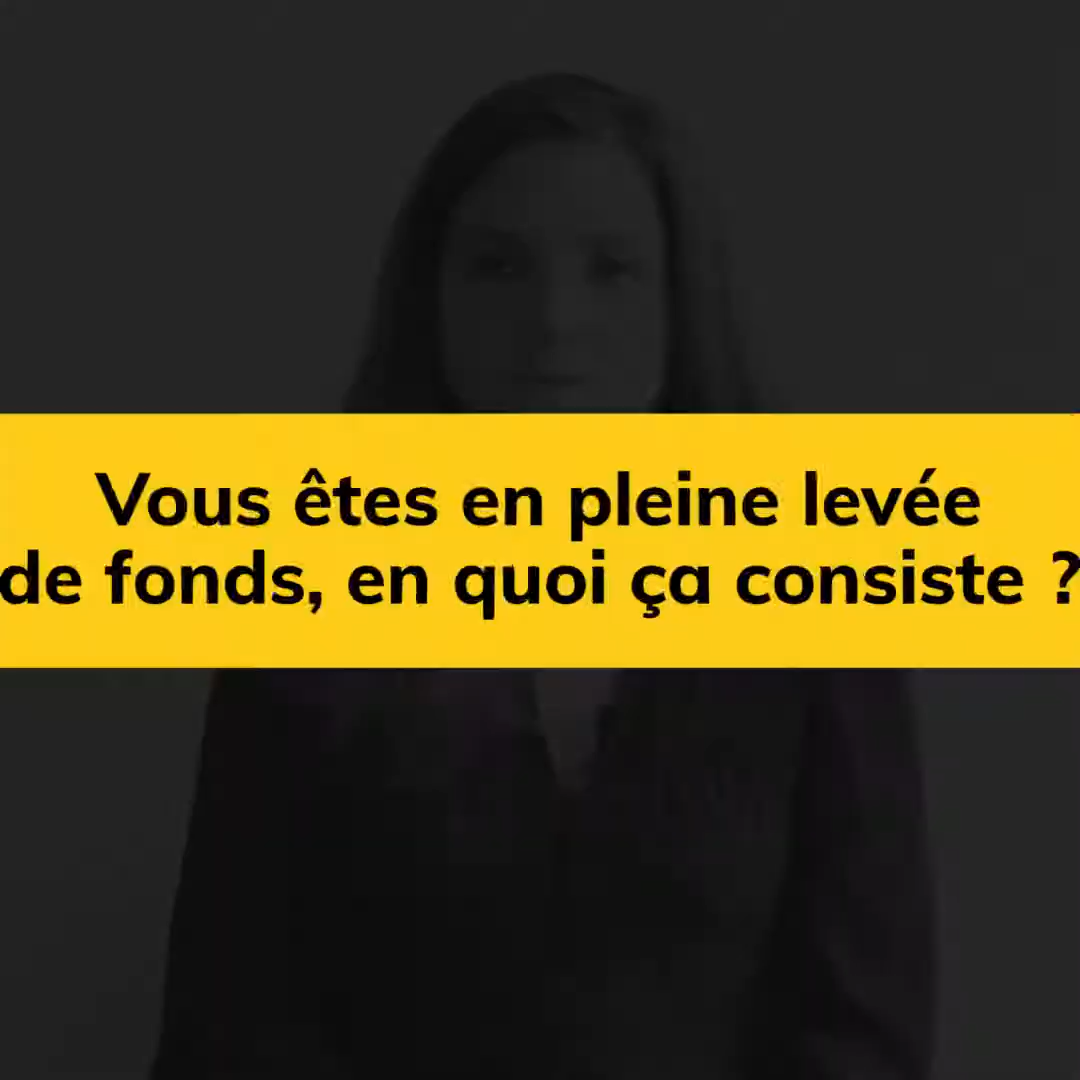 Vous êtes en pleine levée
de fonds, en quoi ça consiste ?